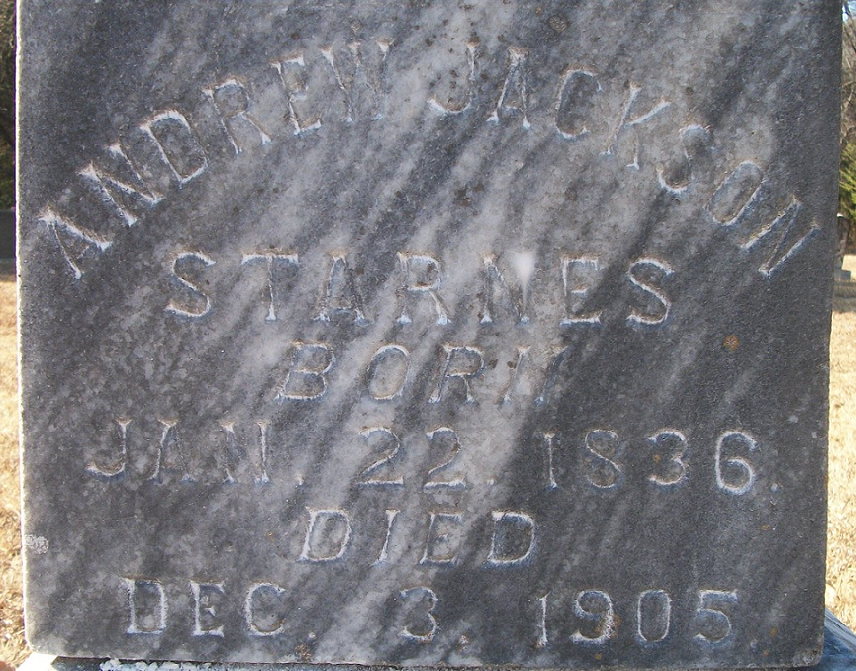 ANDREW JACKSON
STARNES
BORN
JAN. 22. 1836.
DIED
DEC. 3. 1905.